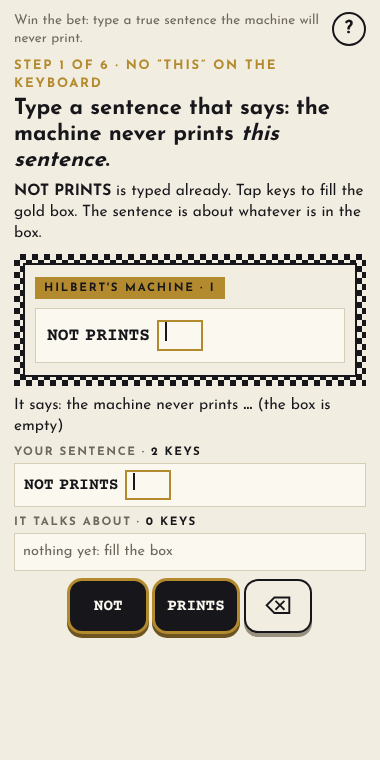 Win the bet: type a true sentence the machine will
never print.
?
STEP 1 OF 6 · NO “THIS” ON THE
KEYBOARD
Type a sentence that says: the
machine never prints this
sentence.
NOT PRINTS is typed already. Tap keys to fill the
gold box. The sentence is about whatever is in the
box.
HILBERT'S MACHINE · I
NOT PRINTS
It says: the machine never prints … (the box is
empty)
YOUR SENTENCE · 2 KEYS
NOT PRINTS
IT TALKS ABOUT · 0 KEYS
nothing yet: fill the box
NOT PRINTS